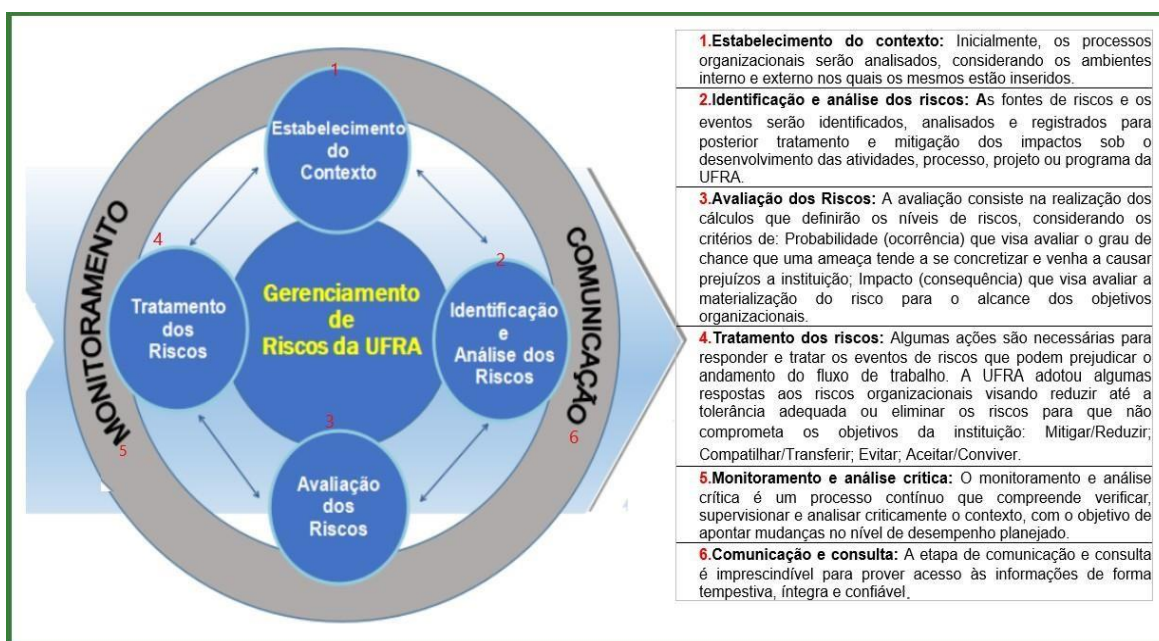 1
Estabelecimento
do
Contexto
MONITORAMENTO
COMUNICAÇÃO
4
Tratamento
dos
Riscos
Gerenciamento
de
Riscos da UFRA
2
Identificação
e
Análise dos
Riscos
3
Avaliação
dos
Riscos
5
6
1.Estabelecimento do contexto: Inicialmente, os processos
organizacionais serão analisados, considerando os ambientes
interno e externo nos quais os mesmos estão inseridos.
2.Identificação e análise dos riscos: As fontes de riscos e os
eventos serão identificados, analisados e registrados para
posterior tratamento e mitigação dos impactos sob o
desenvolvimento das atividades, processo, projeto ou programa da
UFRA.
3.Avaliação dos Riscos: A avaliação consiste na realização dos
cálculos que definirão os níveis de riscos, considerando os
critérios de: Probabilidade (ocorrência) que visa avaliar o grau de
chance que uma ameaça tende a se concretizar e venha a causar
prejuízos a instituição; Impacto (consequência) que visa avaliar a
materialização do risco para o alcance dos objetivos
organizacionais.
4.Tratamento dos riscos: Algumas ações são necessárias para
responder e tratar os eventos de riscos que podem prejudicar o
andamento do fluxo de trabalho. A UFRA adotou algumas
respostas aos riscos organizacionais visando reduzir até a
tolerância adequada ou eliminar os riscos para que não
comprometa os objetivos da instituição: Mitigar/Reduzir;
Compatilhar/Transferir; Evitar; Aceitar/Conviver.
5.Monitoramento e análise crítica: O monitoramento e análise
crítica é um processo contínuo que compreende verificar,
supervisionar e analisar criticamente o contexto, com o objetivo de
apontar mudanças no nível de desempenho planejado.
6.Comunicação e consulta: A etapa de comunicação e consulta
é imprescindível para prover acesso às informações de forma
tempestiva, íntegra e confiável.